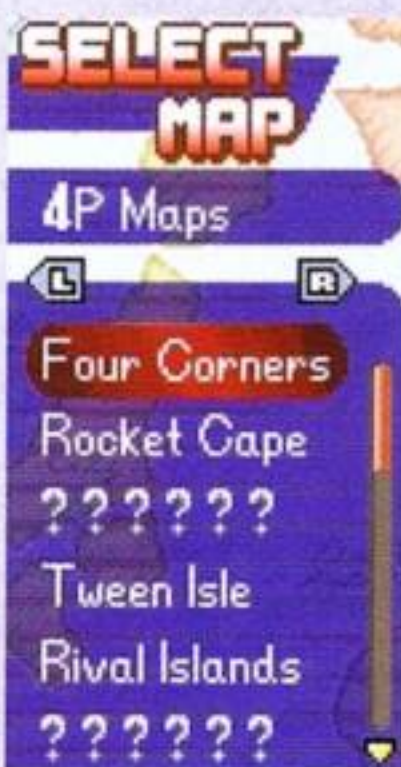 SELECT
MAP
4P Maps
L R
Four Corners
Rocket Cape
? ? ? ? ? ?
Tween Isle
Rival Islands
? ? ? ? ? ?